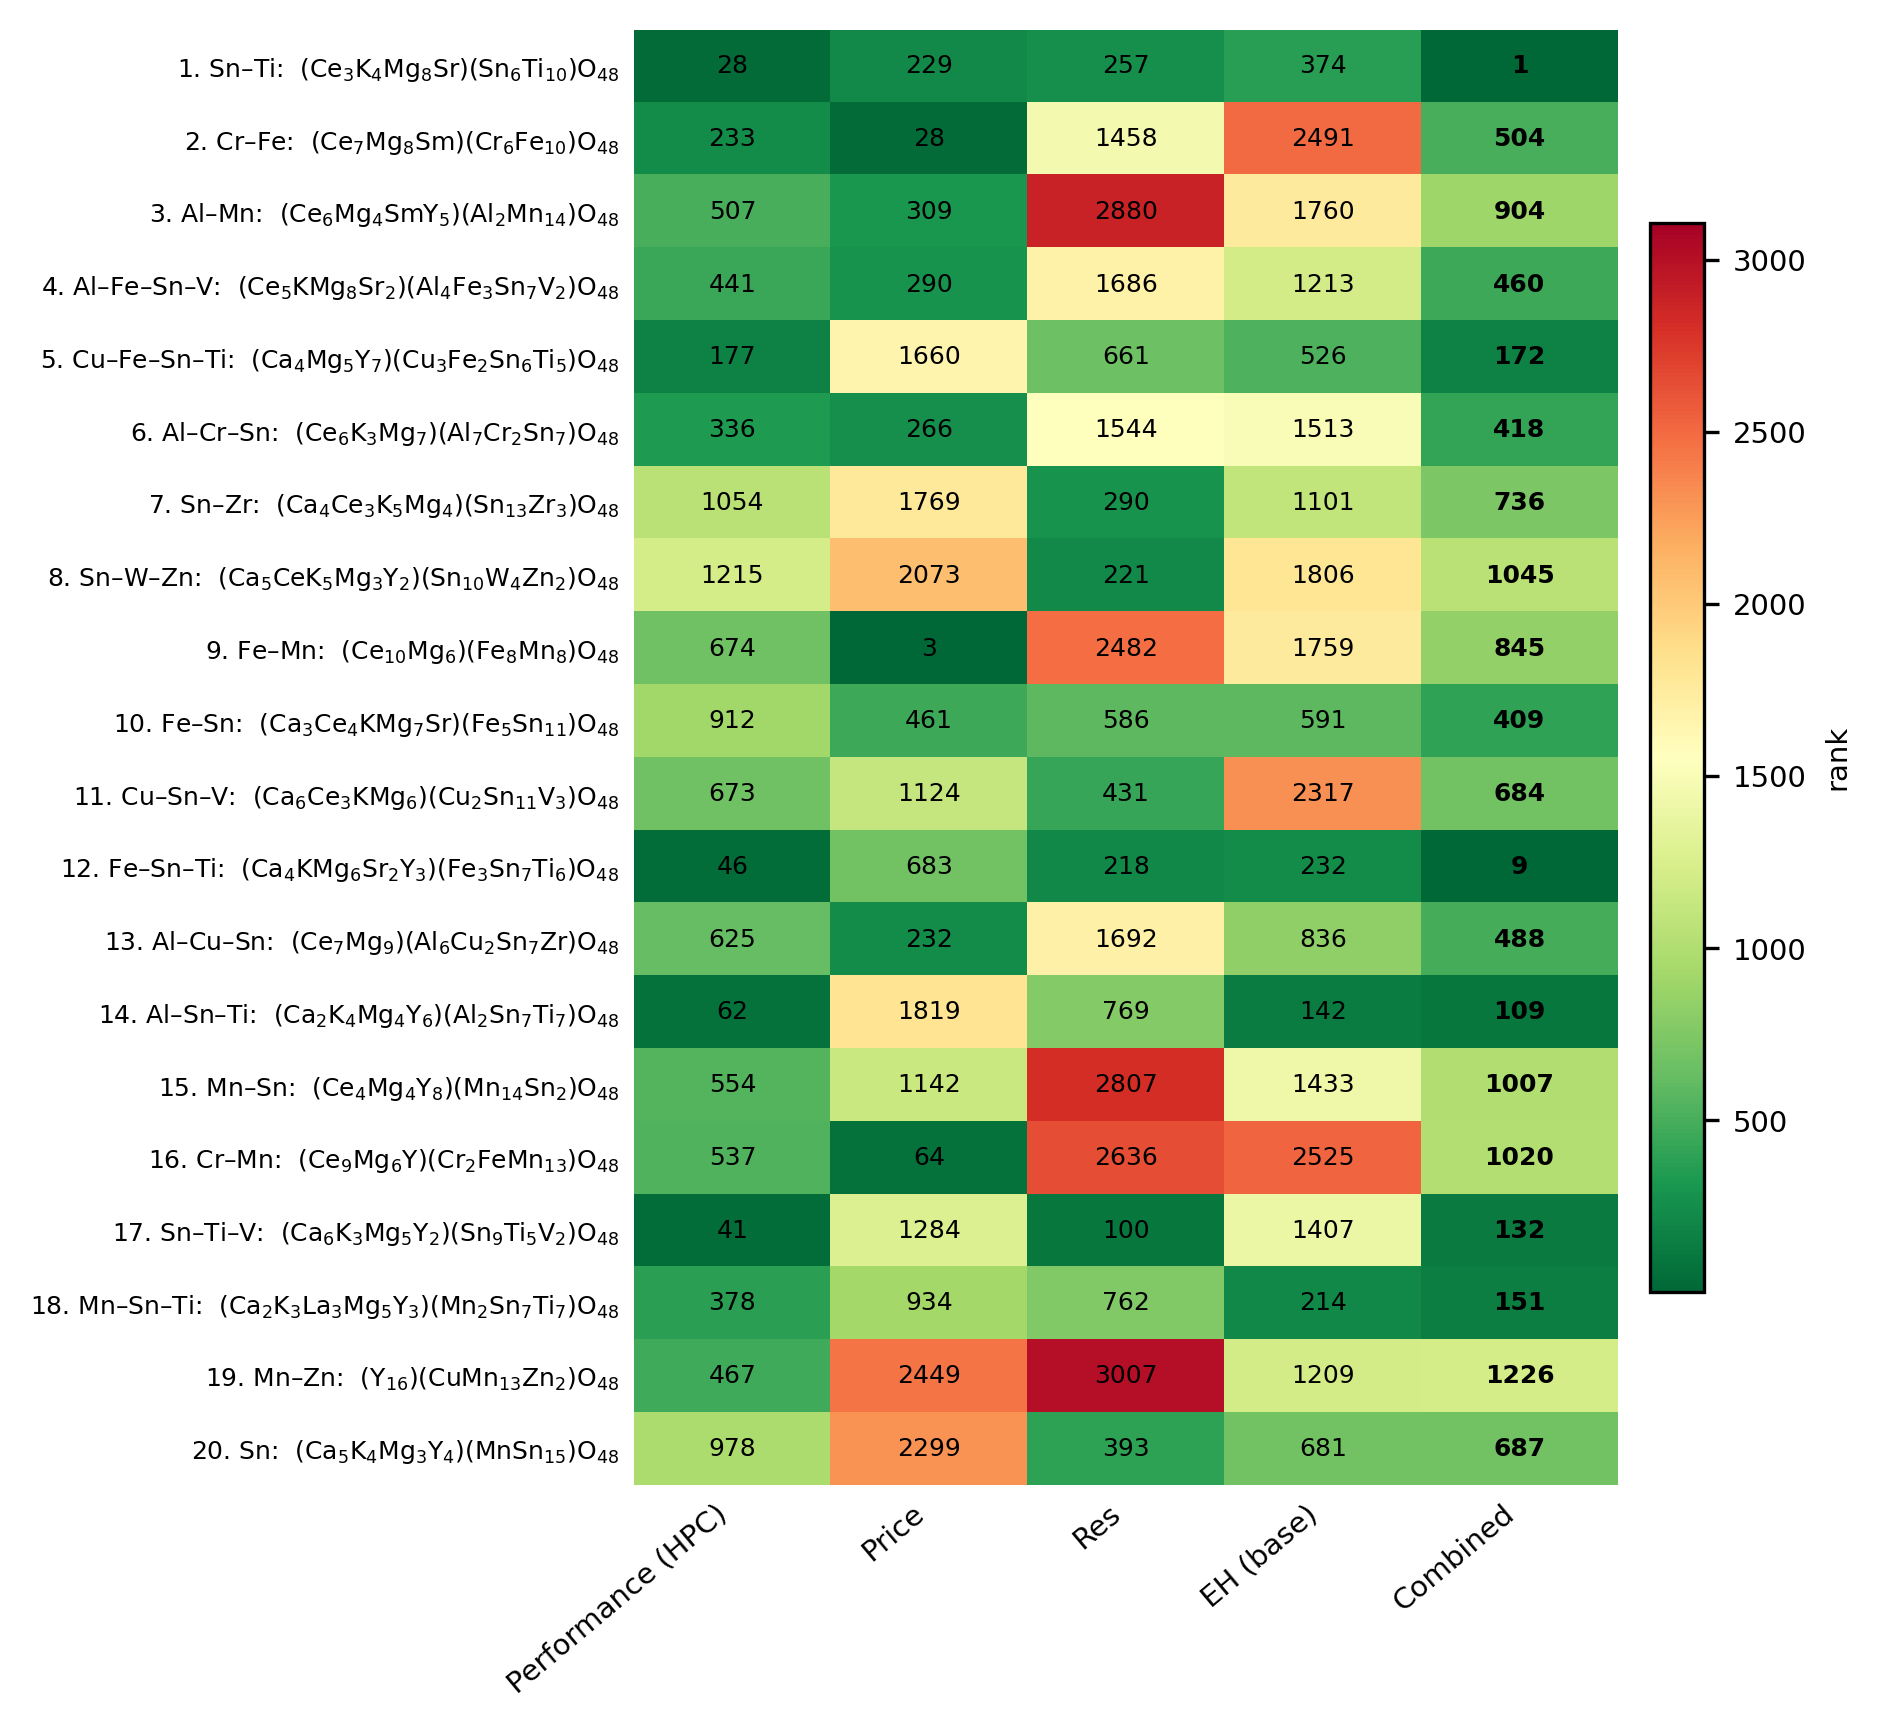 1. Sn–Ti:  (Ce₃K₄Mg₈Sr)(Sn₆Ti₁₀)O₄₈ 28 229 257 374 1
2. Cr–Fe:  (Ce₇Mg₈Sm)(Cr₆Fe₁₀)O₄₈ 233 28 1458 2491 504
3. Al–Mn:  (Ce₆Mg₄SmY₅)(Al₂Mn₁₄)O₄₈ 507 309 2880 1760 904
4. Al–Fe–Sn–V:  (Ce₅KMg₈Sr₂)(Al₄Fe₃Sn₇V₂)O₄₈ 441 290 1686 1213 460
5. Cu–Fe–Sn–Ti:  (Ca₄Mg₅Y₇)(Cu₃Fe₂Sn₆Ti₅)O₄₈ 177 1660 661 526 172
6. Al–Cr–Sn:  (Ce₆K₃Mg₇)(Al₇Cr₂Sn₇)O₄₈ 336 266 1544 1513 418
7. Sn–Zr:  (Ca₄Ce₃K₅Mg₄)(Sn₁₃Zr₃)O₄₈ 1054 1769 290 1101 736
8. Sn–W–Zn:  (Ca₅CeK₅Mg₃Y₂)(Sn₁₀W₄Zn₂)O₄₈ 1215 2073 221 1806 1045
9. Fe–Mn:  (Ce₁₀Mg₆)(Fe₈Mn₈)O₄₈ 674 3 2482 1759 845
10. Fe–Sn:  (Ca₃Ce₄KMg₇Sr)(Fe₅Sn₁₁)O₄₈ 912 461 586 591 409
11. Cu–Sn–V:  (Ca₆Ce₃KMg₆)(Cu₂Sn₁₁V₃)O₄₈ 673 1124 431 2317 684
12. Fe–Sn–Ti:  (Ca₄KMg₆Sr₂Y₃)(Fe₃Sn₇Ti₆)O₄₈ 46 683 218 232 9
13. Al–Cu–Sn:  (Ce₇Mg₉)(Al₆Cu₂Sn₇Zr)O₄₈ 625 232 1692 836 488
14. Al–Sn–Ti:  (Ca₂K₄Mg₄Y₆)(Al₂Sn₇Ti₇)O₄₈ 62 1819 769 142 109
15. Mn–Sn:  (Ce₄Mg₄Y₈)(Mn₁₄Sn₂)O₄₈ 554 1142 2807 1433 1007
16. Cr–Mn:  (Ce₉Mg₆Y)(Cr₂FeMn₁₃)O₄₈ 537 64 2636 2525 1020
17. Sn–Ti–V:  (Ca₆K₃Mg₅Y₂)(Sn₉Ti₅V₂)O₄₈ 41 1284 100 1407 132
18. Mn–Sn–Ti:  (Ca₂K₃La₃Mg₅Y₃)(Mn₂Sn₇Ti₇)O₄₈ 378 934 762 214 151
19. Mn–Zn:  (Y₁₆)(CuMn₁₃Zn₂)O₄₈ 467 2449 3007 1209 1226
20. Sn:  (Ca₅K₄Mg₃Y₄)(MnSn₁₅)O₄₈ 978 2299 393 681 687
Performance (HPC)
Price
Res
EH (base)
Combined
3000
2500
2000
1500
1000
500
rank